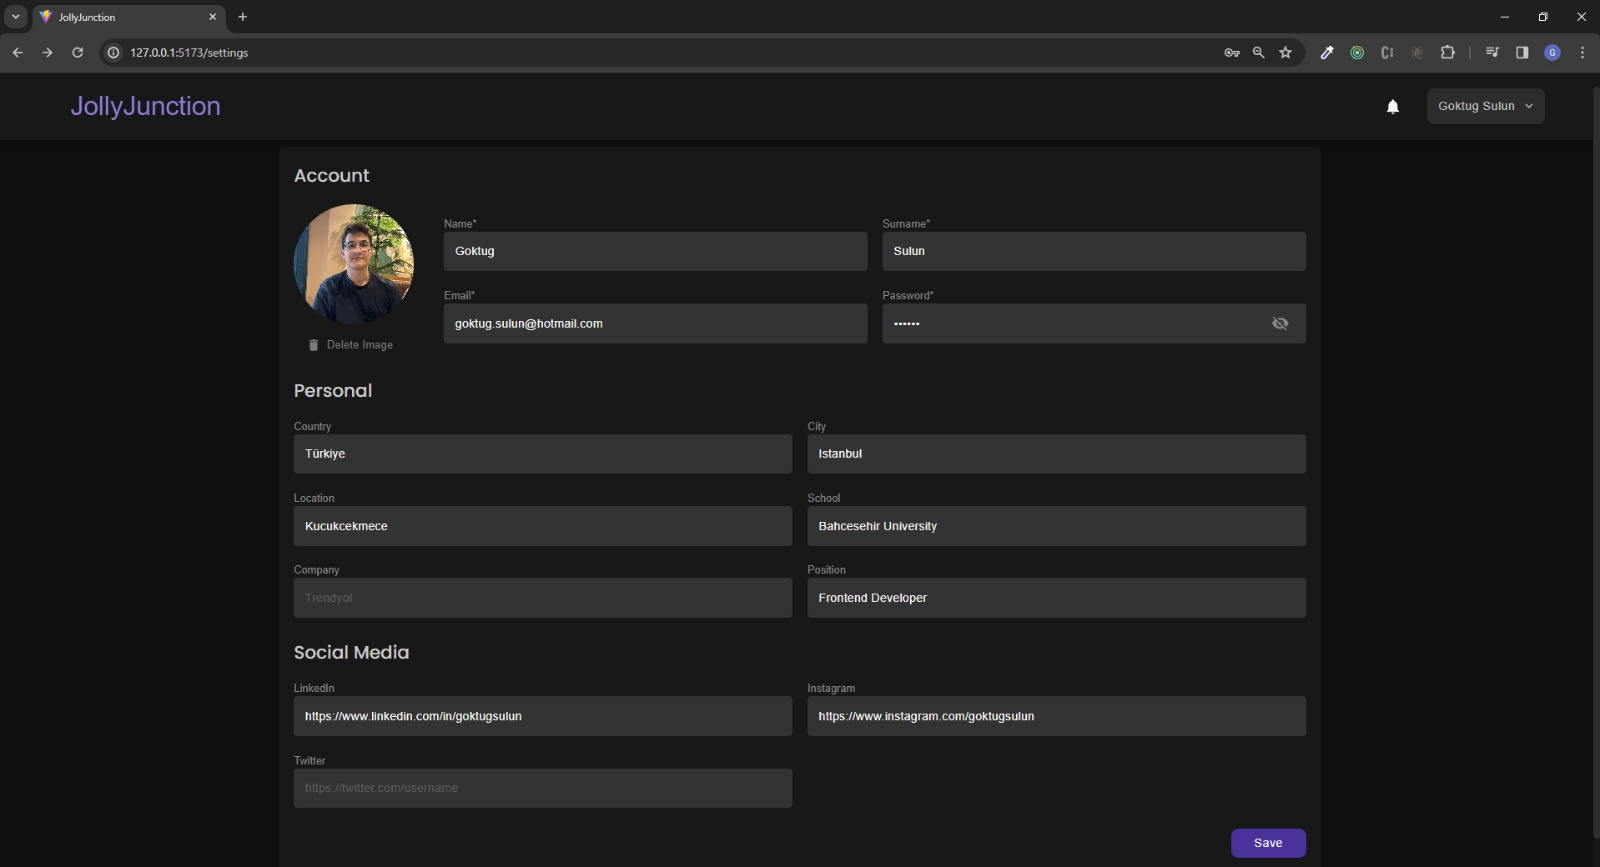 JollyJunction
127.0.0.1:5173/settings
G
JollyJunction
Goktug Sulun
Account
Name* Surname*
Goktug Sulun
Email* Password*
goktug.sulun@hotmail.com ••••••
Delete Image
Personal
Country City
Türkiye Istanbul
Location School
Kucukcekmece Bahcesehir University
Company Position
Trendyol Frontend Developer
Social Media
LinkedIn Instagram
https://www.linkedin.com/in/goktugsulun https://www.instagram.com/goktugsulun
Twitter
https://twitter.com/username
Save